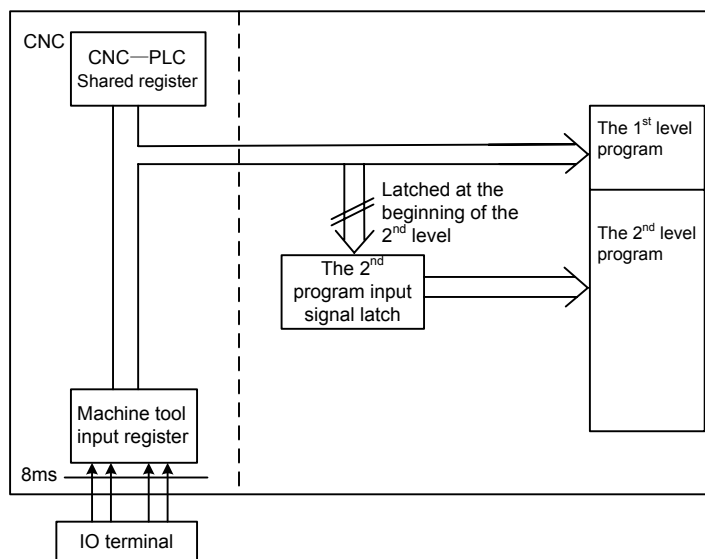 CNC
CNC—PLC
Shared register
The 1st level
program
Latched at the
beginning of the
2nd level
The 2nd level
program
The 2nd
program input
signal latch
Machine tool
input register
8ms
IO terminal